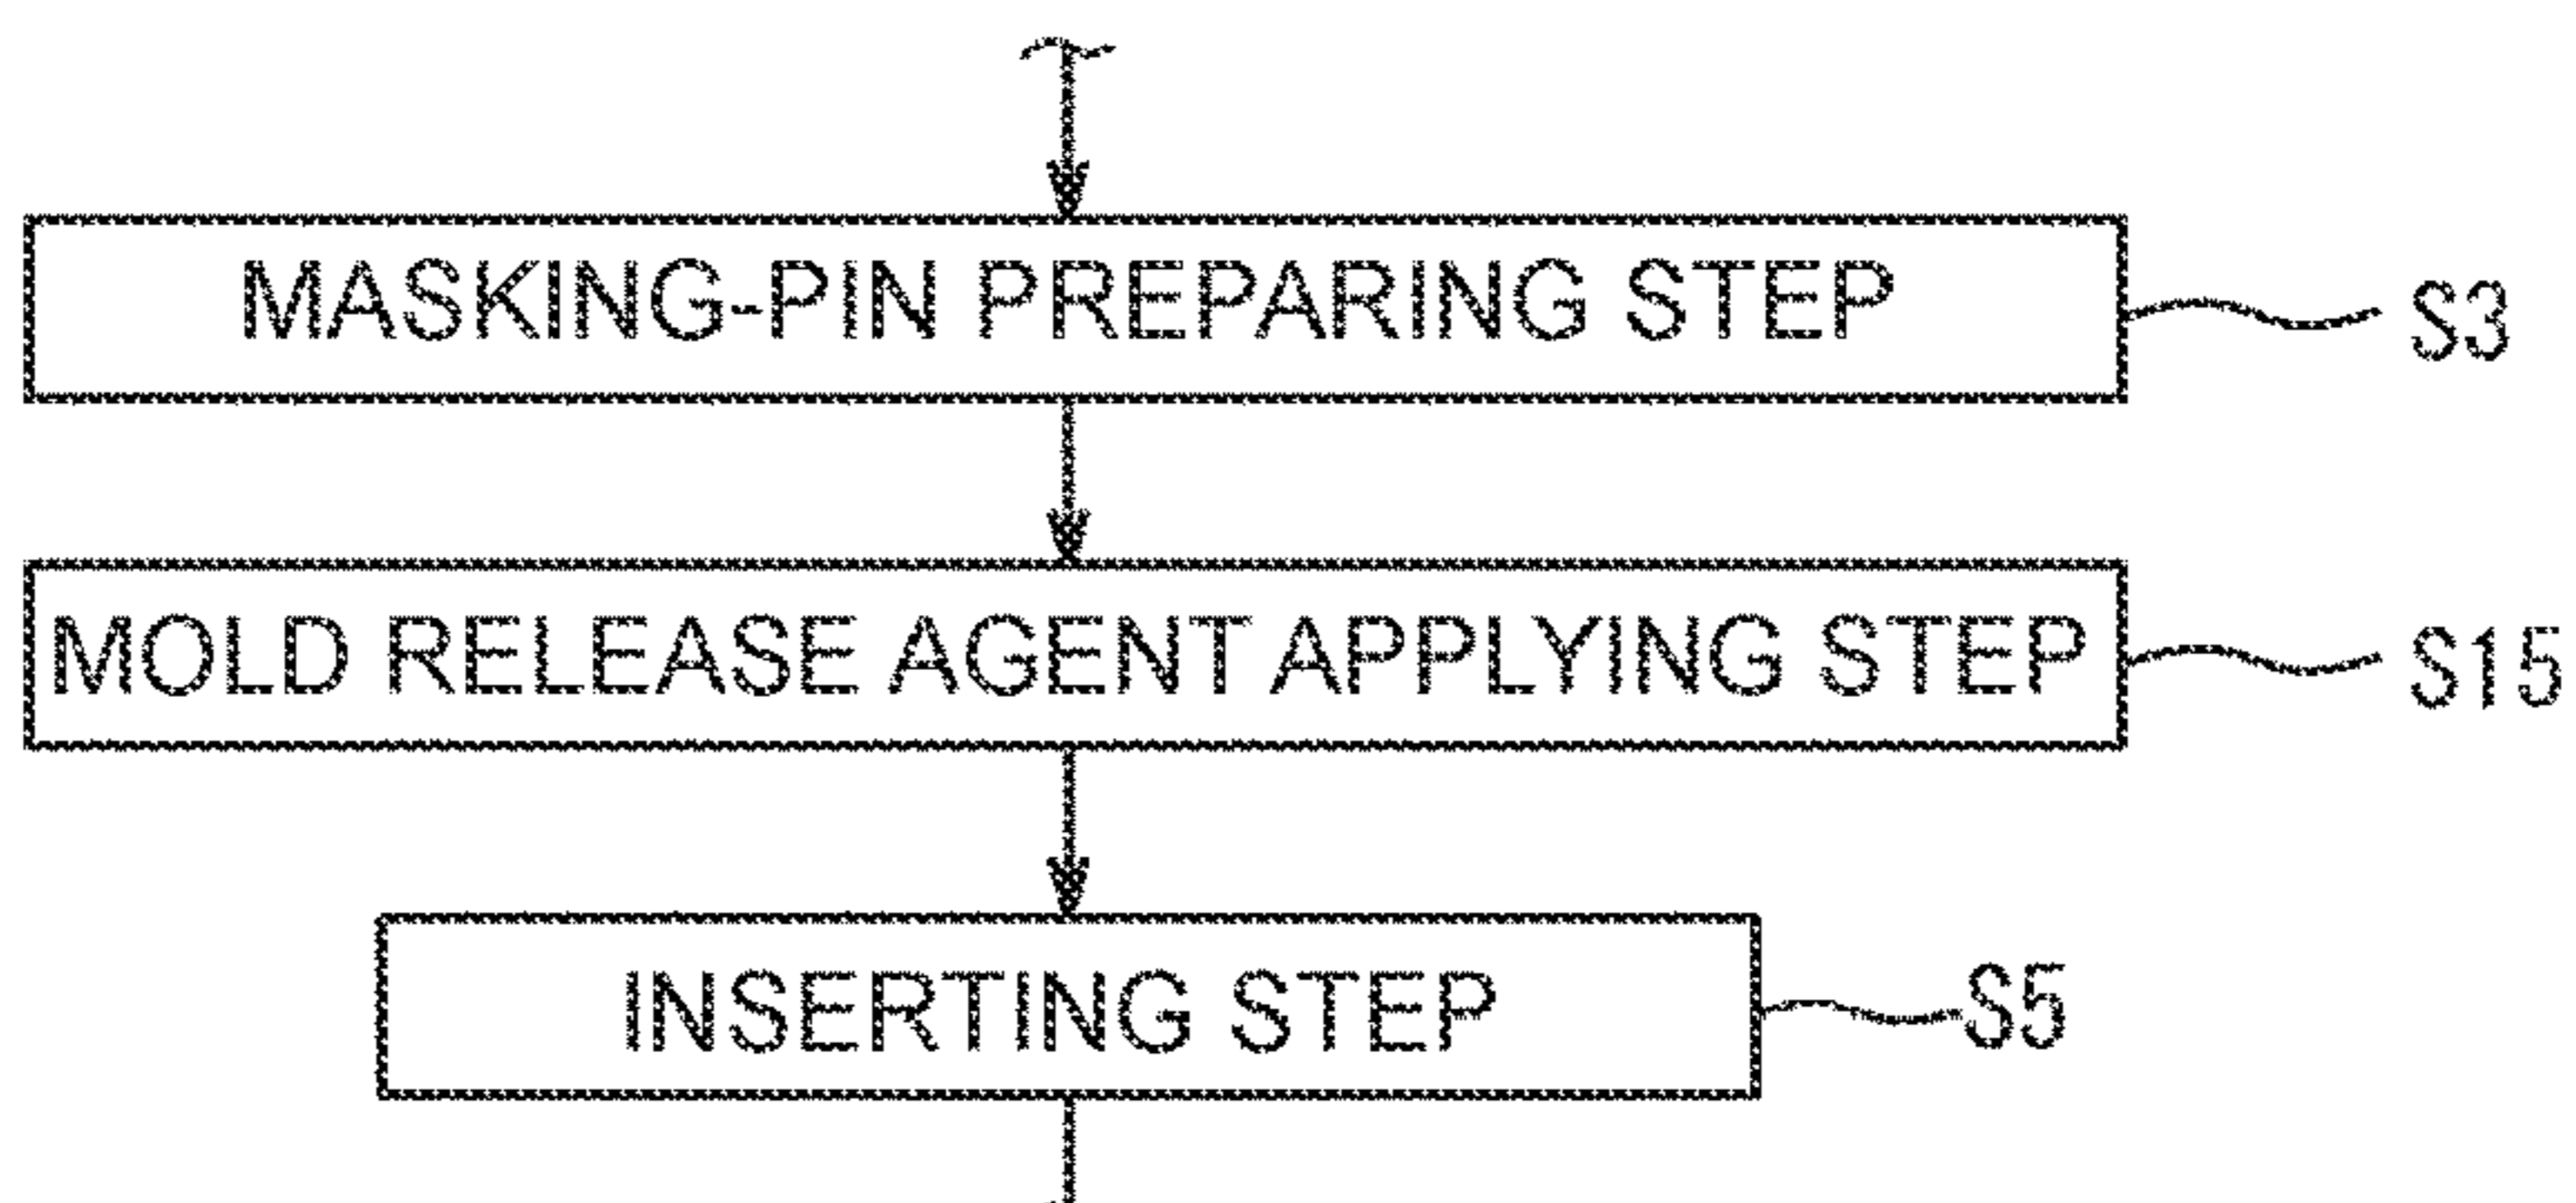 MASKING-PIN PREPARING STEP S3
MOLD RELEASE AGENT APPLYING STEP S15
INSERTING STEP S5